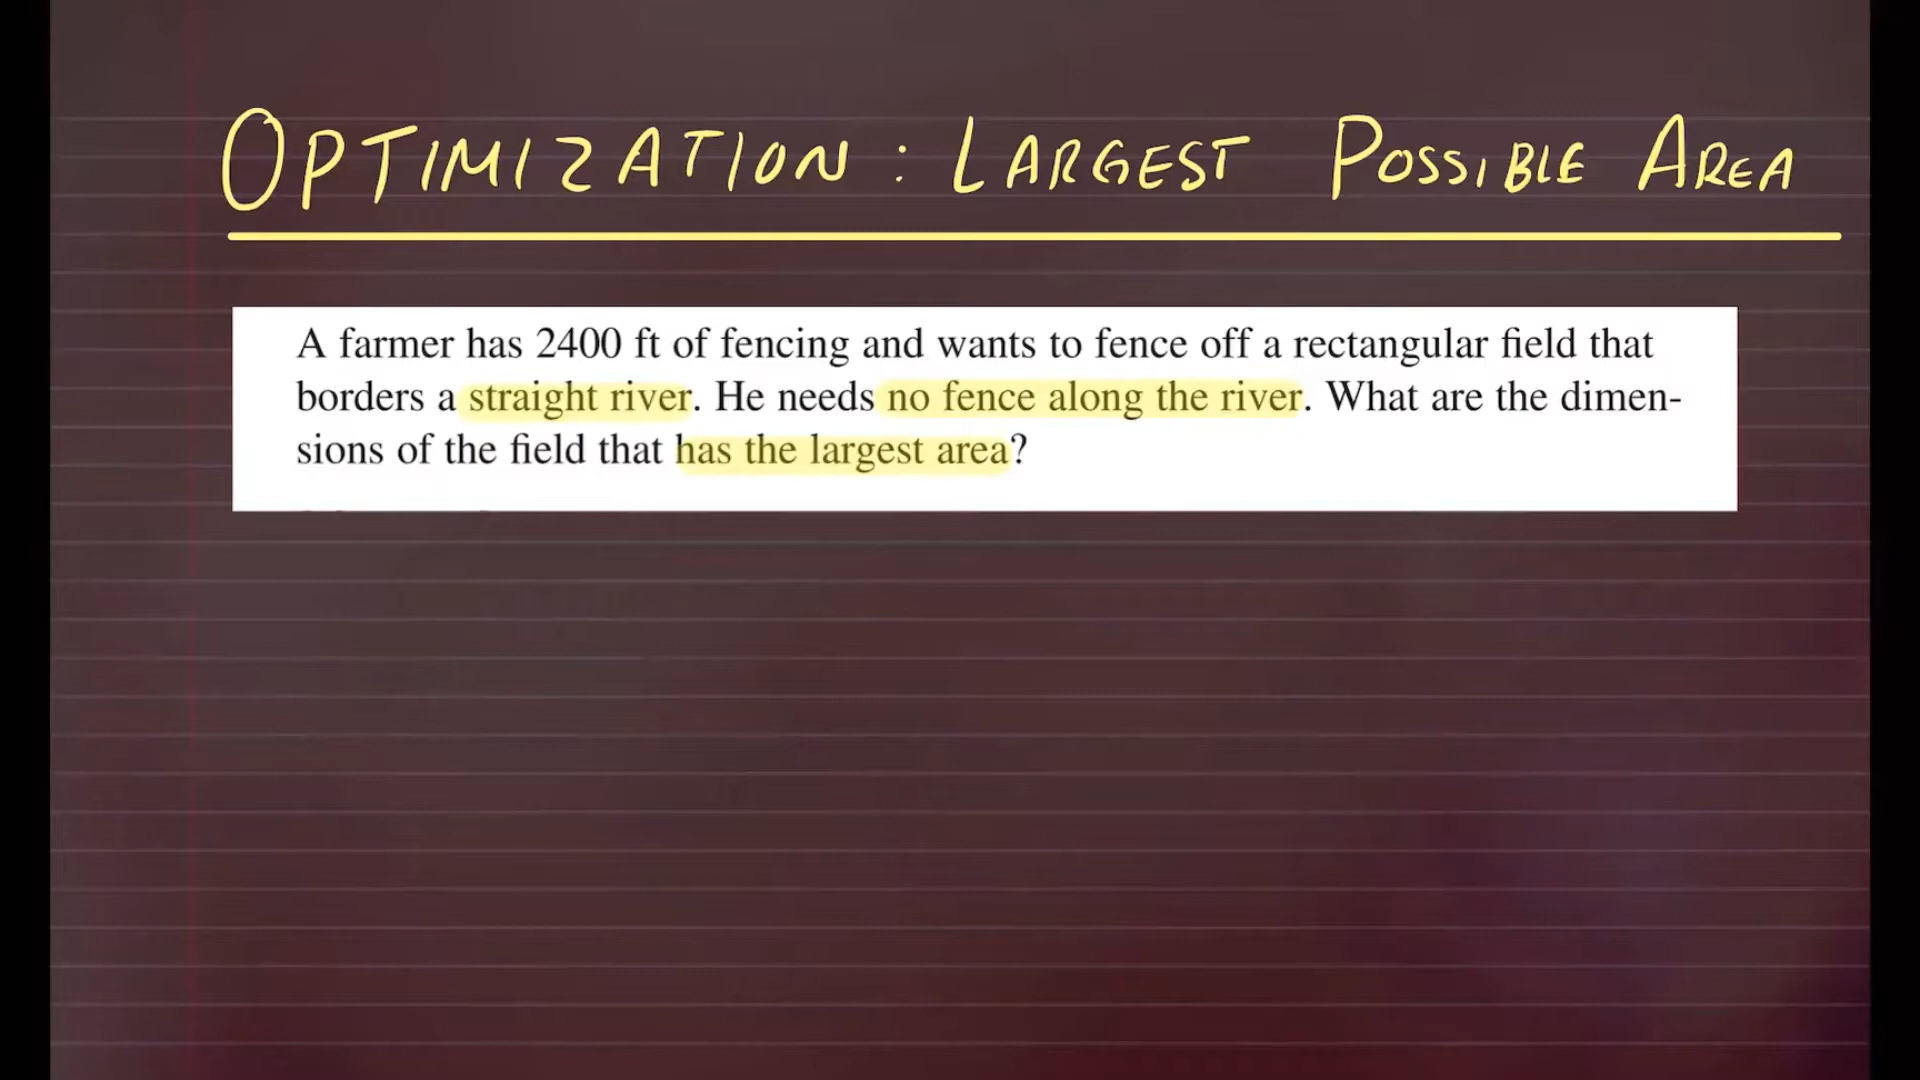 OPTIMIZATION: LARGEST POSSIBLE AREA
A farmer has 2400 ft of fencing and wants to fence off a rectangular field that
borders a straight river. He needs no fence along the river. What are the dimen-
sions of the field that has the largest area?